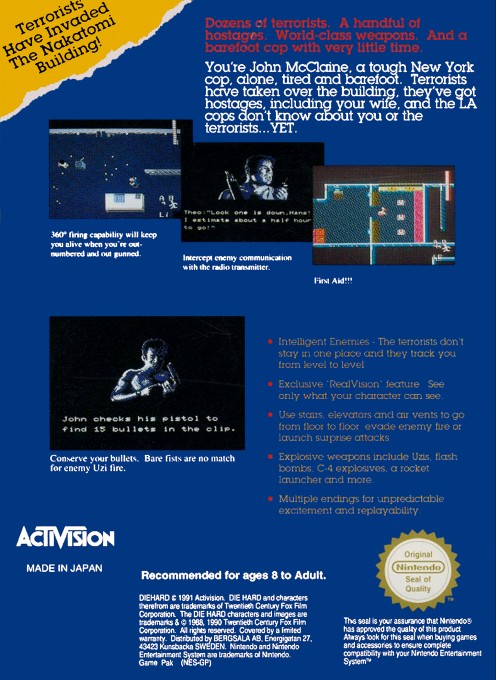 Terrorists
Have Invaded
The Nakatomi
Building!
Dozens of terrorists. A handful of
hostages. World-class weapons. And a
barefoot cop with very little time.
You're John McClaine, a tough New York
cop, alone, tired and barefoot. Terrorists
have taken over the building, they've got
hostages, including your wife, and the LA
cops don't know about you or the
terrorists...YET.
360° firing capability will keep
you alive when you're out-
numbered and out gunned.
Theo:"Lock one is down,Hans!
I estimate about a half hour
to go!"
Intercept enemy communication
with the radio transmitter.
First Aid!!!
John checks his pistol to
find 15 bullets in the clip.
Conserve your bullets. Bare fists are no match
for enemy Uzi fire.
• Intelligent Enemies - The terrorists don't
stay in one place and they track you
from level to level
• Exclusive "RealVision" feature See
only what your character can see.
• Use stairs, elevators and air vents to go
from floor to floor evade enemy fire or
launch surprise attacks
• Explosive weapons include Uzis, flash
bombs, C-4 explosives, a rocket
launcher and more.
• Multiple endings for unpredictable
excitement and replayability
ACTIVISION
MADE IN JAPAN
Recommended for ages 8 to Adult.
DIEHARD © 1991 Activision. DIE HARD and characters
therefrom are trademarks of Twentieth Century Fox Film
Corporation. The DIE HARD characters and images are
trademarks & © 1988, 1990 Twentieth Century Fox Film
Corporation. All rights reserved. Covered by a limited
warranty. Distributed by BERGSALA AB, Energigatan 27,
43423 Kunsbacka SWEDEN. Nintendo and Nintendo
Entertainment System are trademarks of Nintendo.
Game Pak (NES-GP)
Original
Nintendo
Seal of
Quality
TM
This seal is your assurance that Nintendo®
has approved the quality of this product
Always look for this seal when buying games
and accessories to ensure complete
compatibility with your Nintendo Entertainment
System™